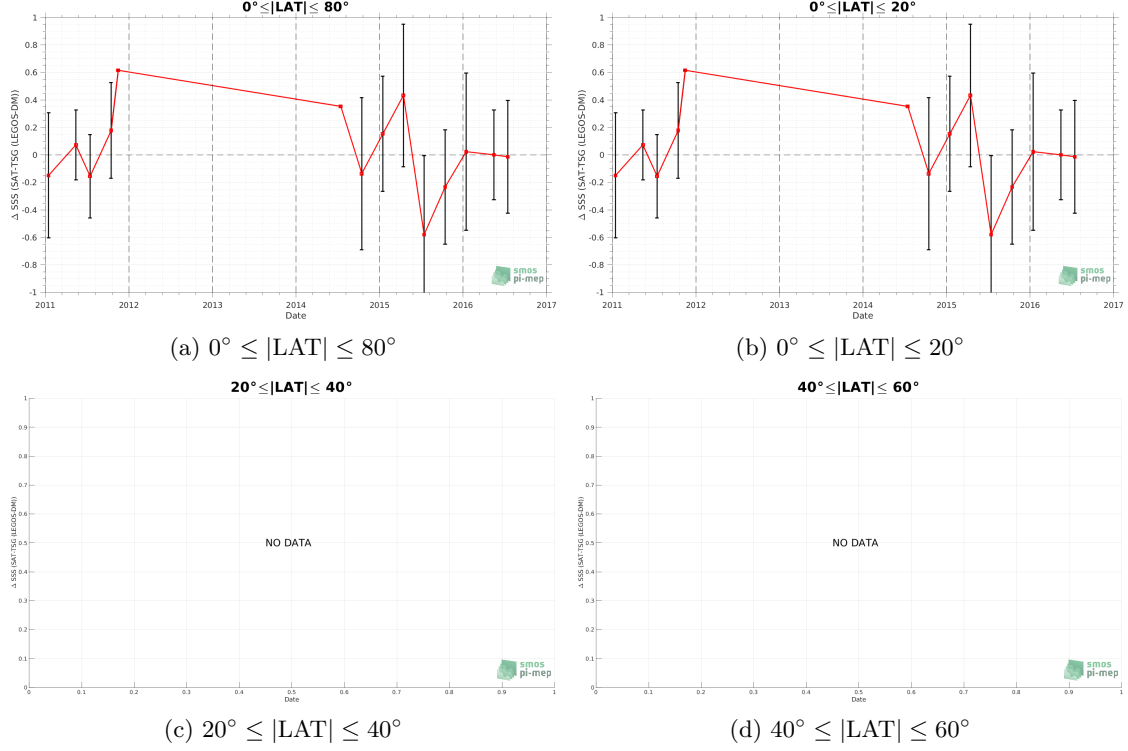 0°≤|LAT|≤ 80°
1
0.8
0.6
0.4
0.2
0
-0.2
-0.4
-0.6
-0.8
-1
Δ SSS (SAT-TSG (LEGOS-DM))
2011 2012 2013 2014 2015 2016 2017
Date
smos
pi-mep
(a) 0° ≤ |LAT| ≤ 80°
0°≤|LAT|≤ 20°
1
0.8
0.6
0.4
0.2
0
-0.2
-0.4
-0.6
-0.8
-1
Δ SSS (SAT-TSG (LEGOS-DM))
2011 2012 2013 2014 2015 2016 2017
Date
smos
pi-mep
(b) 0° ≤ |LAT| ≤ 20°
20°≤|LAT|≤ 40°
1
0.9
0.8
0.7
0.6
0.5
0.4
0.3
0.2
0.1
0
Δ SSS (SAT-TSG (LEGOS-DM))
NO DATA
0 0.1 0.2 0.3 0.4 0.5 0.6 0.7 0.8 0.9 1
Date
smos
pi-mep
(c) 20° ≤ |LAT| ≤ 40°
40°≤|LAT|≤ 60°
1
0.9
0.8
0.7
0.6
0.5
0.4
0.3
0.2
0.1
0
Δ SSS (SAT-TSG (LEGOS-DM))
NO DATA
0 0.1 0.2 0.3 0.4 0.5 0.6 0.7 0.8 0.9 1
Date
smos
pi-mep
(d) 40° ≤ |LAT| ≤ 60°